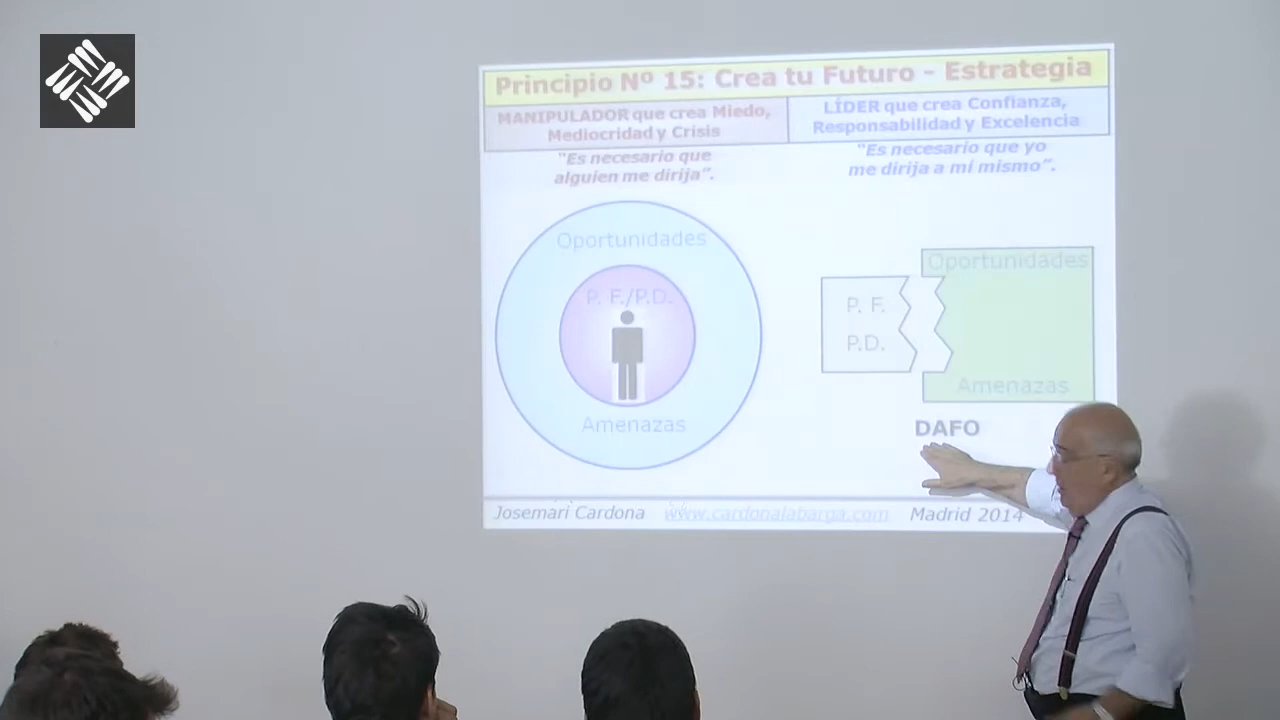 Principio Nº 15: Crea tu Futuro - Estrategia
MANIPULADOR que crea Miedo,
Mediocridad y Crisis
LÍDER que crea Confianza,
Responsabilidad y Excelencia
"Es necesario que
alguien me dirija".
"Es necesario que yo
me dirija a mí mismo".
Oportunidades
P. F./P.D.
Amenazas
Oportunidades
P. F.
P.D.
Amenazas
DAFO
Josemari Cardona www.cardonalabarga.com Madrid 2014